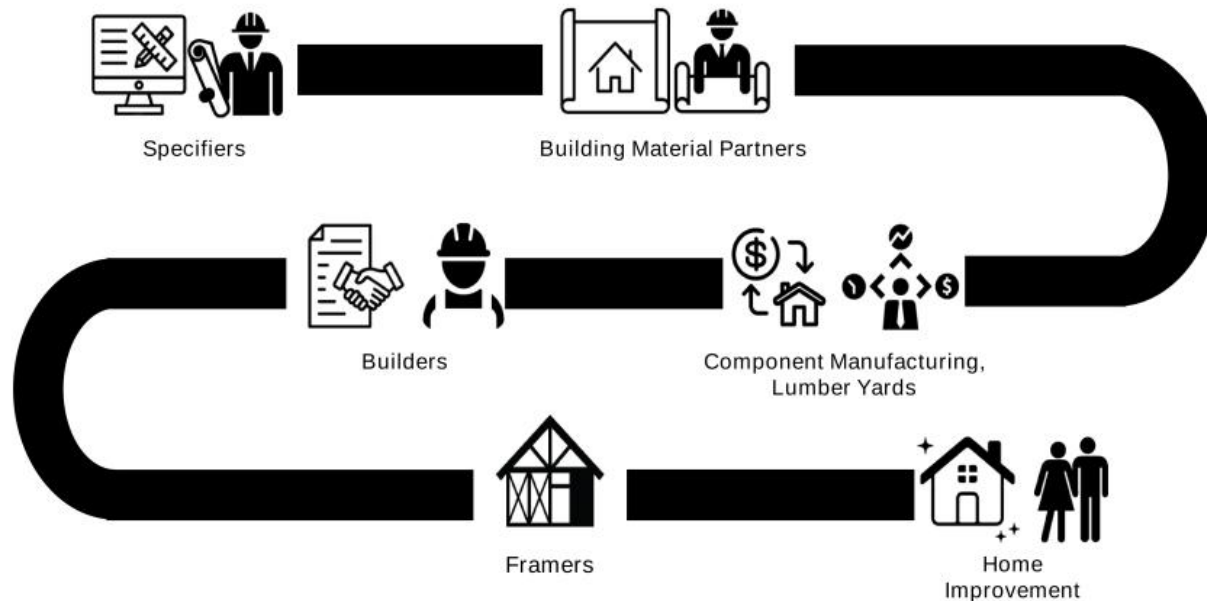 Specifiers
Building Material Partners
Builders
Component Manufacturing,
Lumber Yards
Framers
Home
Improvement